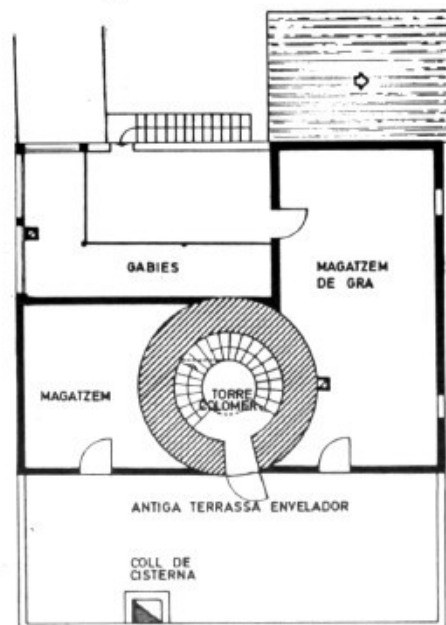 GABIES
MAGATZEM
DE GRA
MAGATZEM
TORRE
COLOMER
ANTIGA TERRASSA ENVELADOR
COLL DE
CISTERNA